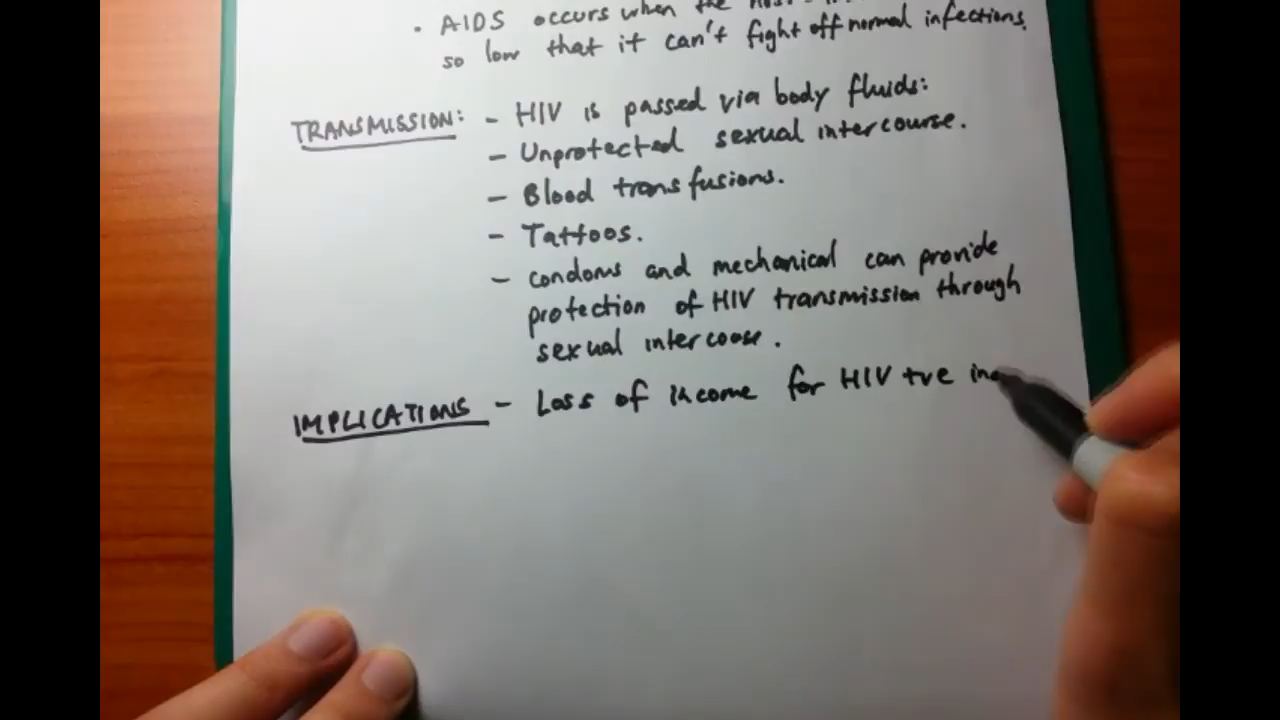 • AIDS occurs when the
so low that it can't fight off normal infections.
TRANSMISSION: - HIV is passed via body fluids:
- Unprotected sexual intercourse.
- Blood transfusions.
- Tattoos.
- condoms and mechanical can provide
protection of HIV transmission through
sexual intercouse.
IMPLICATIONS - Loss of income for HIV tve